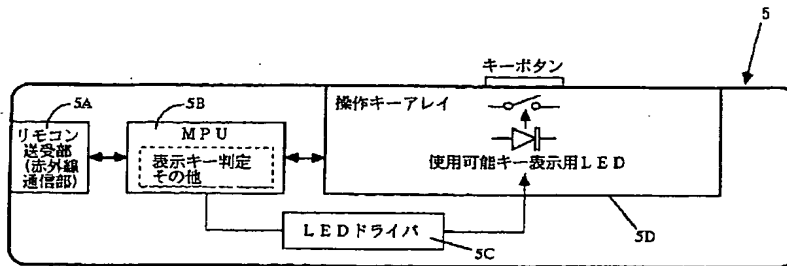 5
キーボタン
5A
リモコン
送受部
(赤外線
通信部)
5B
MPU
表示キー判定
その他
操作キーアレイ
使用可能キー表示用LED
LEDドライバ
5C
5D